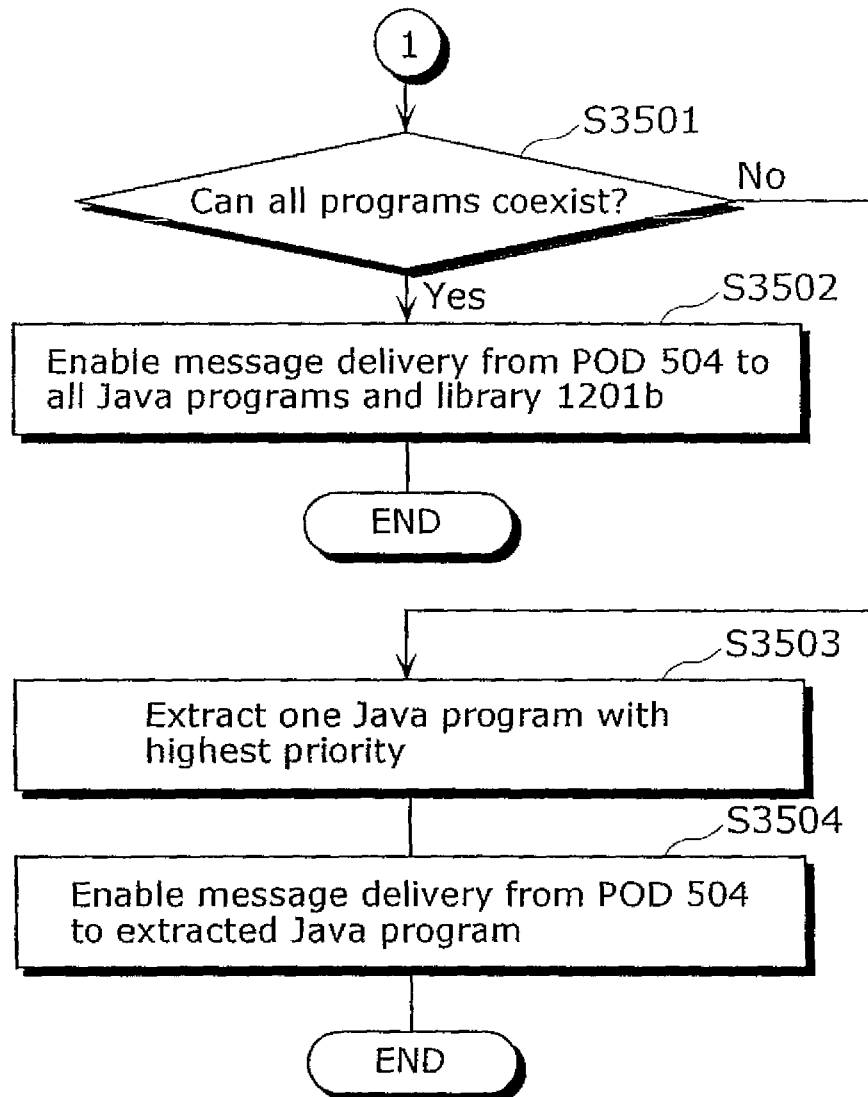 1
S3501
Can all programs coexist?
No
Yes
S3502
Enable message delivery from POD 504 to
all Java programs and library 1201b
END
S3503
Extract one Java program with
highest priority
S3504
Enable message delivery from POD 504
to extracted Java program
END